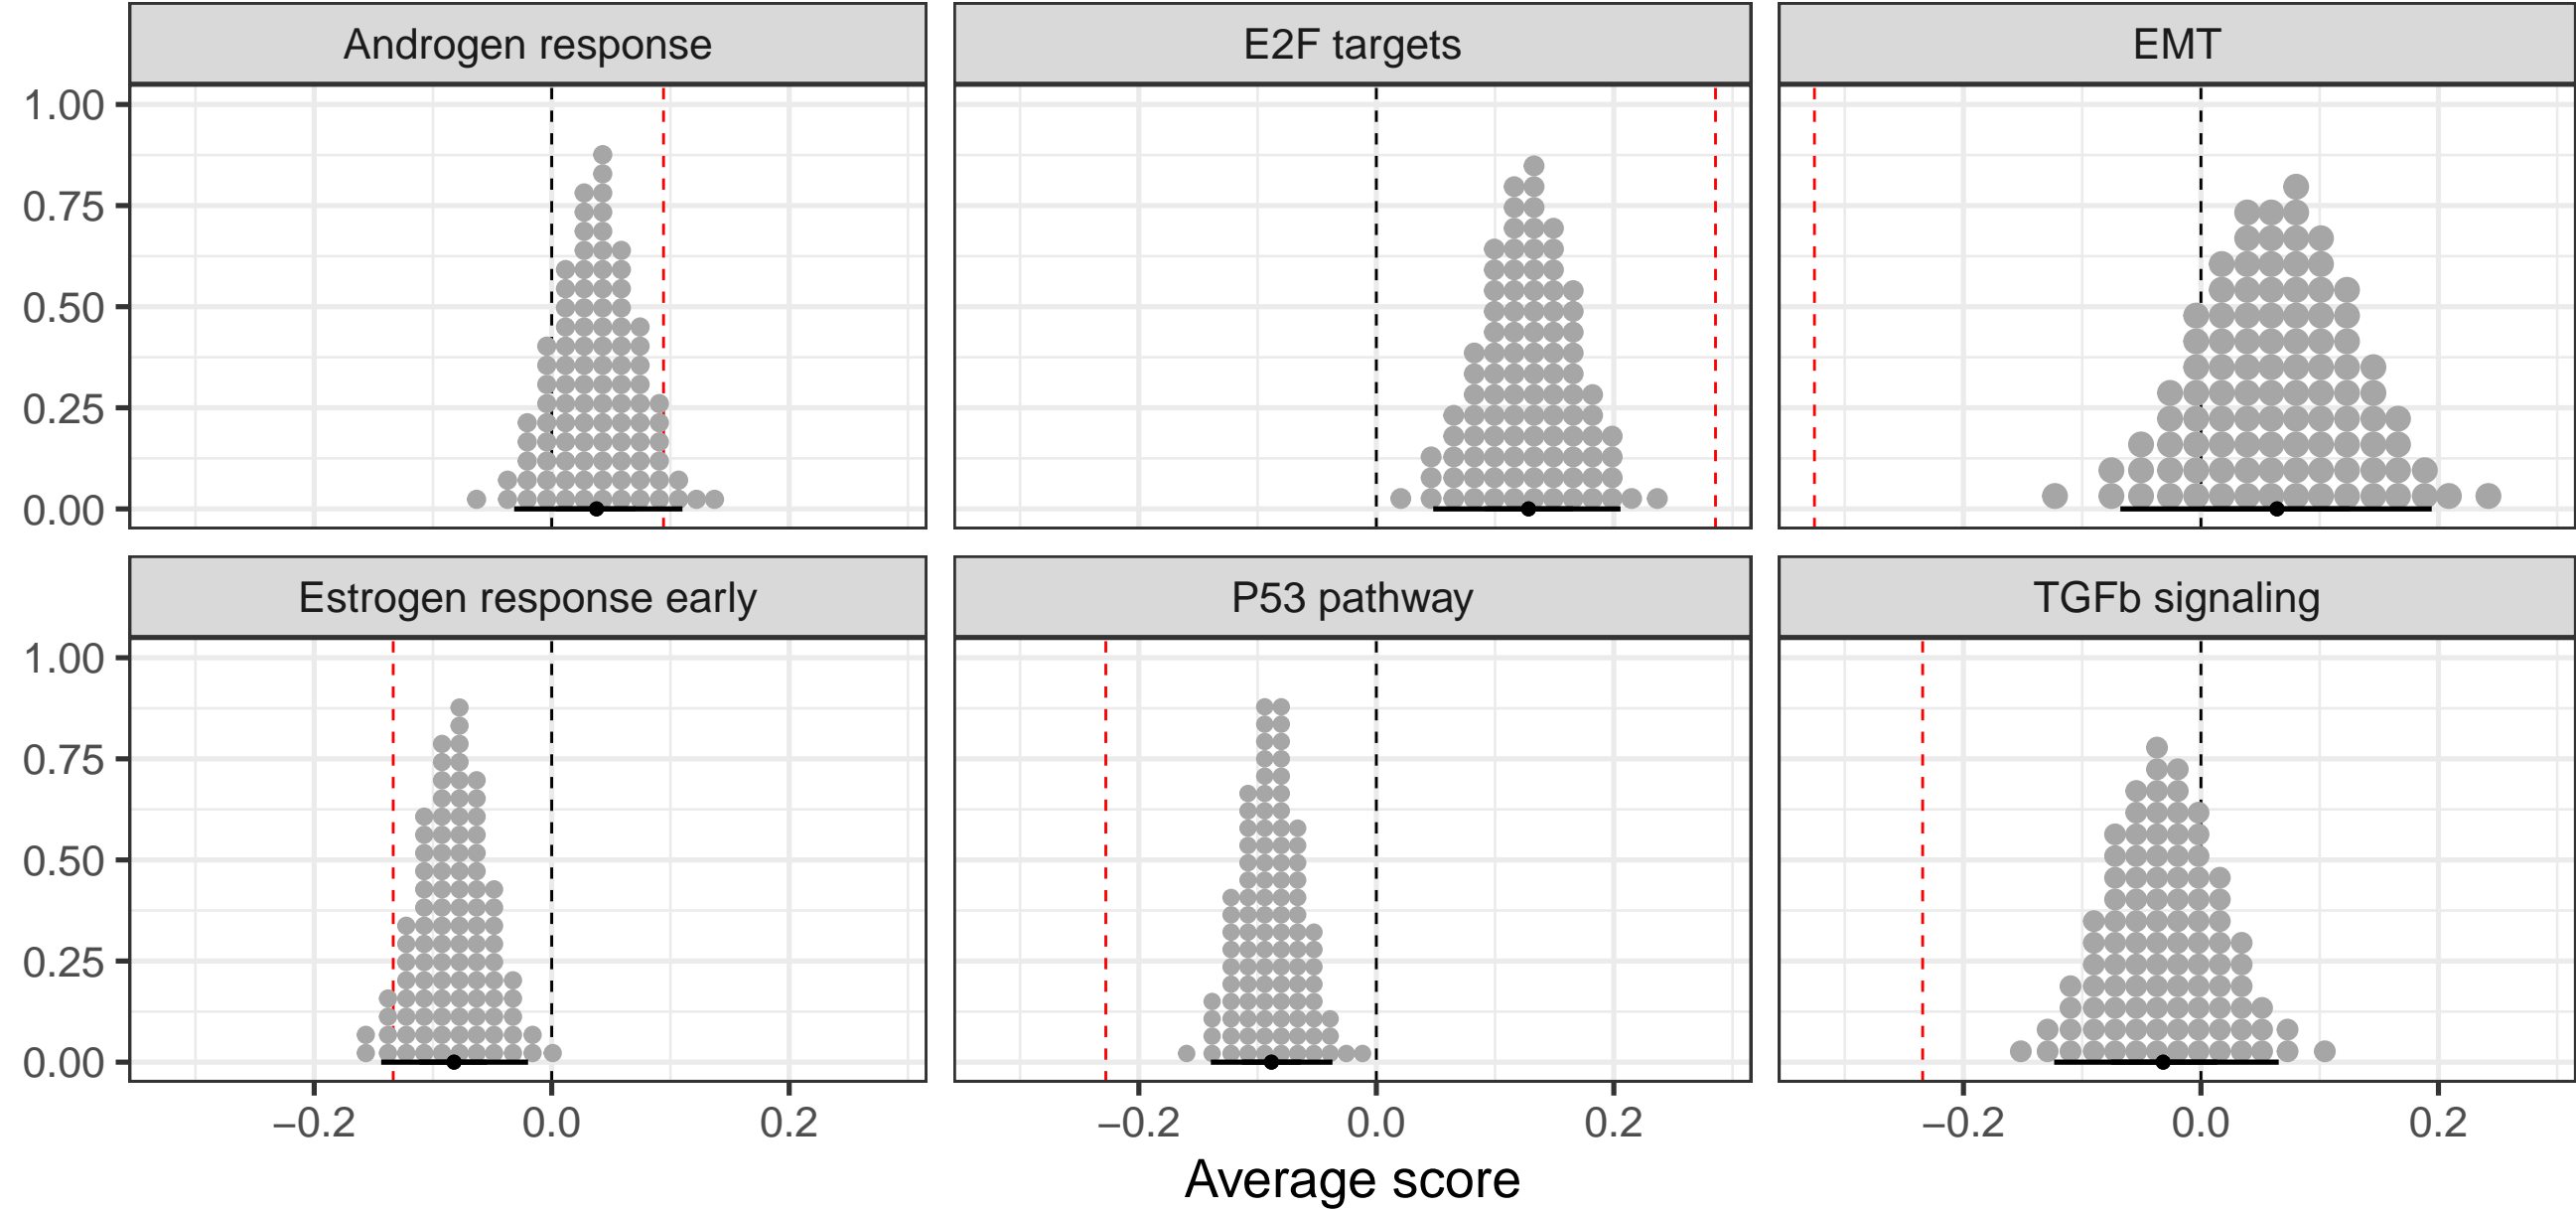 Androgen response
E2F targets
EMT
1.00
0.75
0.50
0.25
0.00
Estrogen response early
P53 pathway
TGFb signaling
1.00
0.75
0.50
0.25
0.00
−0.2 0.0 0.2
−0.2 0.0 0.2
−0.2 0.0 0.2
Average score